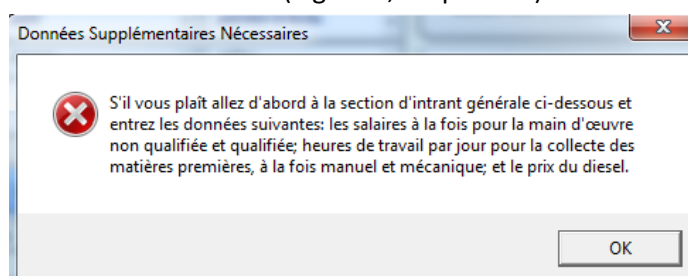 Données Supplémentaires Nécessaires
S'il vous plaît allez d'abord à la section d'intrant générale ci-dessous et
entrez les données suivantes: les salaires à la fois pour la main d'œuvre
non qualifiée et qualifiée; heures de travail par jour pour la collecte des
matières premières, à la fois manuel et mécanique; et le prix du diesel.
OK